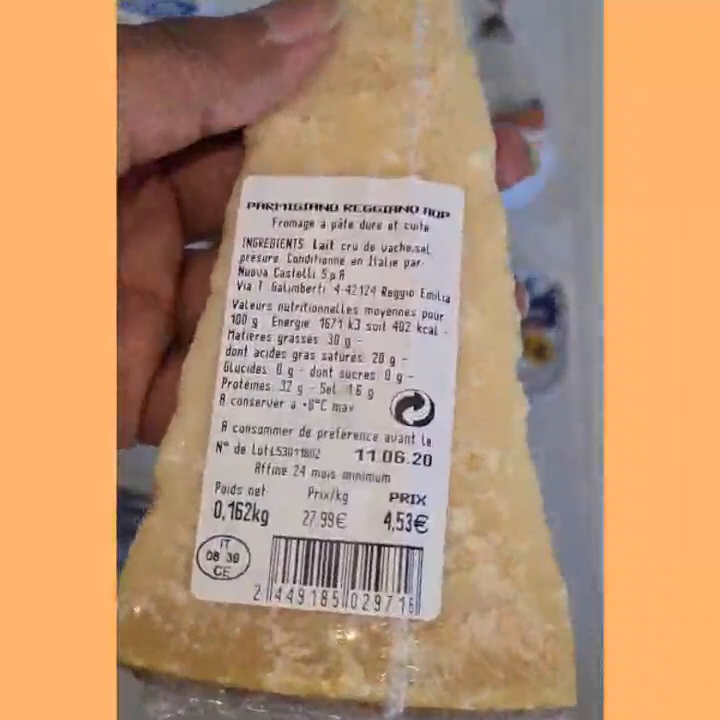 PARMIGIANO REGGIANO AOP
Fromage à pâte dure et cuite
INGREDIENTS Lait cru de vache,sel
présure. Conditionné en Italie par
Nuova Castelli S.p.A
Via T Galimberti 4-42124 Reggio Emilia
Valeurs nutritionnelles moyennes pour
100 g Energie 1671 kJ soit 402 kcal -
Matières grasses 30 g -
dont acides gras saturés 20 g -
Glucides 0 g - dont sucres 0 g -
Protéines 32 g - Sel 1.6 g
A conserver à +8°C max
A consommer de préférence avant le
N° de Lot L53011802 11.06.20
Affiné 24 mois minimum
Poids net Prix/kg PRIX
0,162kg 27.99€ 4,53€
IT
08 30
CE
2 449185 029716